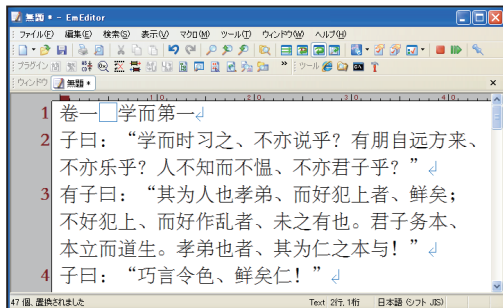 無題 * - EmEditor
ファイル(F) 編集(E) 検索(S) 表示(V) マクロ(M) ツール(T) ウィンドウ(W) ヘルプ(H)
プラグイン » ツール
ウィンドウ 無題 *
1 卷一 学而第一
2 子曰：“学而时习之、不亦说乎？有朋自远方来、
不亦乐乎？人不知而不愠、不亦君子乎？”
3 有子曰：“其为人也孝弟、而好犯上者、鲜矣；
不好犯上、而好作乱者、未之有也。君子务本、
本立而道生。孝弟也者、其为仁之本与！”
4 子曰：“巧言令色、鲜矣仁！”
47 個、置換されました Text 2行, 1桁 日本語 (シフト JIS)